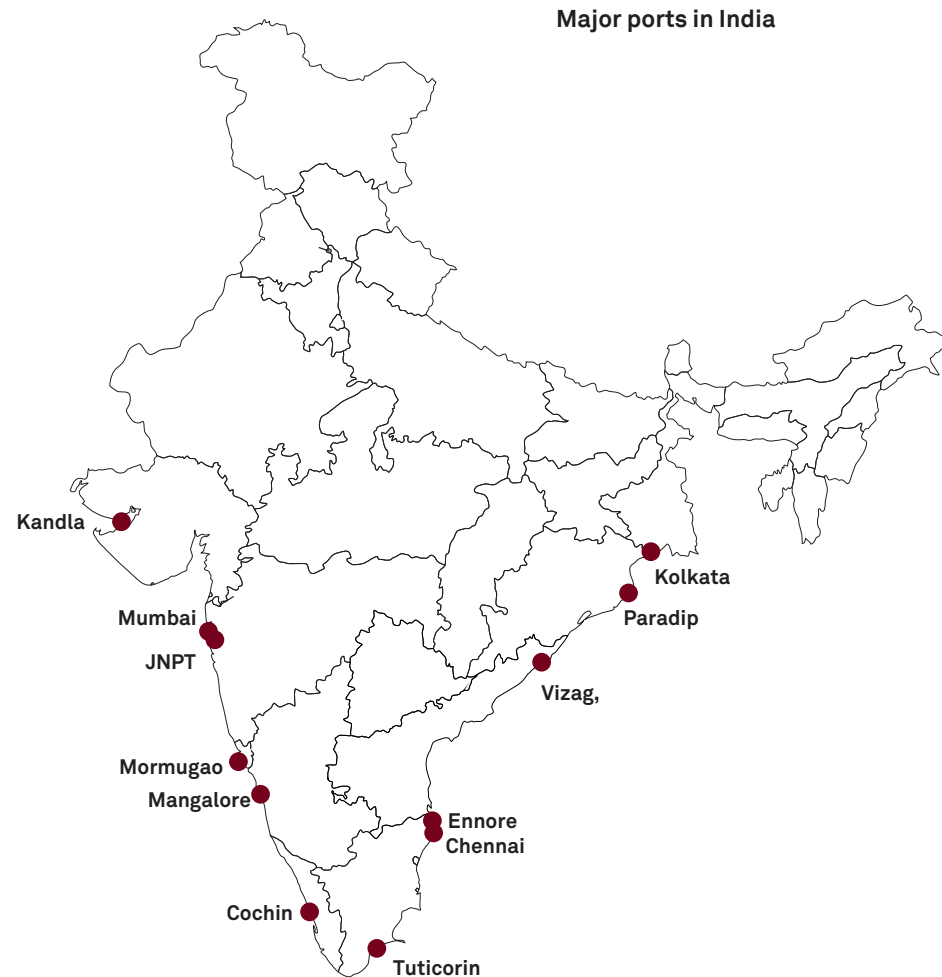 Major ports in India
Kandla
Kolkata
Paradip
Mumbai
JNPT
Vizag,
Mormugao
Mangalore
Ennore
Chennai
Cochin
Tuticorin